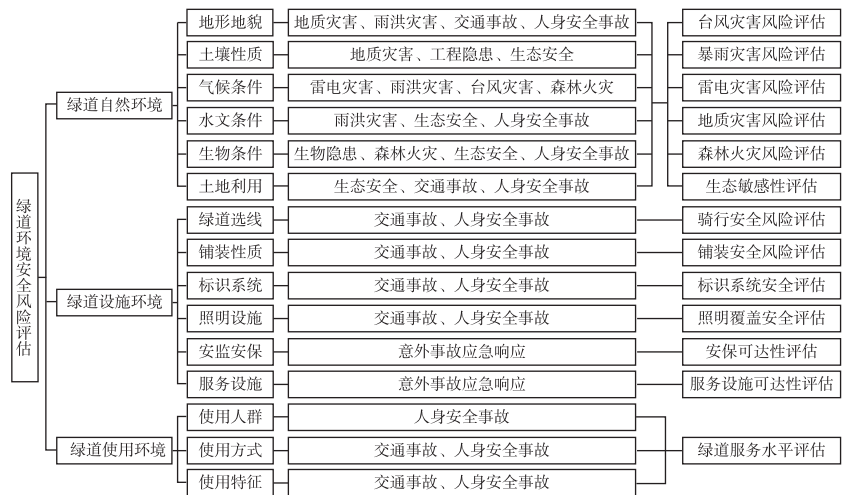 绿道环境安全风险评估
绿道自然环境
地形地貌 地质灾害、雨洪灾害、交通事故、人身安全事故 台风灾害风险评估
土壤性质 地质灾害、工程隐患、生态安全 暴雨灾害风险评估
气候条件 雷电灾害、雨洪灾害、台风灾害、森林火灾 雷电灾害风险评估
水文条件 雨洪灾害、生态安全、人身安全事故 地质灾害风险评估
生物条件 生物隐患、森林火灾、生态安全、人身安全事故 森林火灾风险评估
土地利用 生态安全、交通事故、人身安全事故 生态敏感性评估
绿道设施环境
绿道选线 交通事故、人身安全事故 骑行安全风险评估
铺装性质 交通事故、人身安全事故 铺装安全风险评估
标识系统 交通事故、人身安全事故 标识系统安全评估
照明设施 交通事故、人身安全事故 照明覆盖安全评估
安监安保 意外事故应急响应 安保可达性评估
服务设施 意外事故应急响应 服务设施可达性评估
绿道使用环境
使用人群 人身安全事故
使用方式 交通事故、人身安全事故 绿道服务水平评估
使用特征 交通事故、人身安全事故